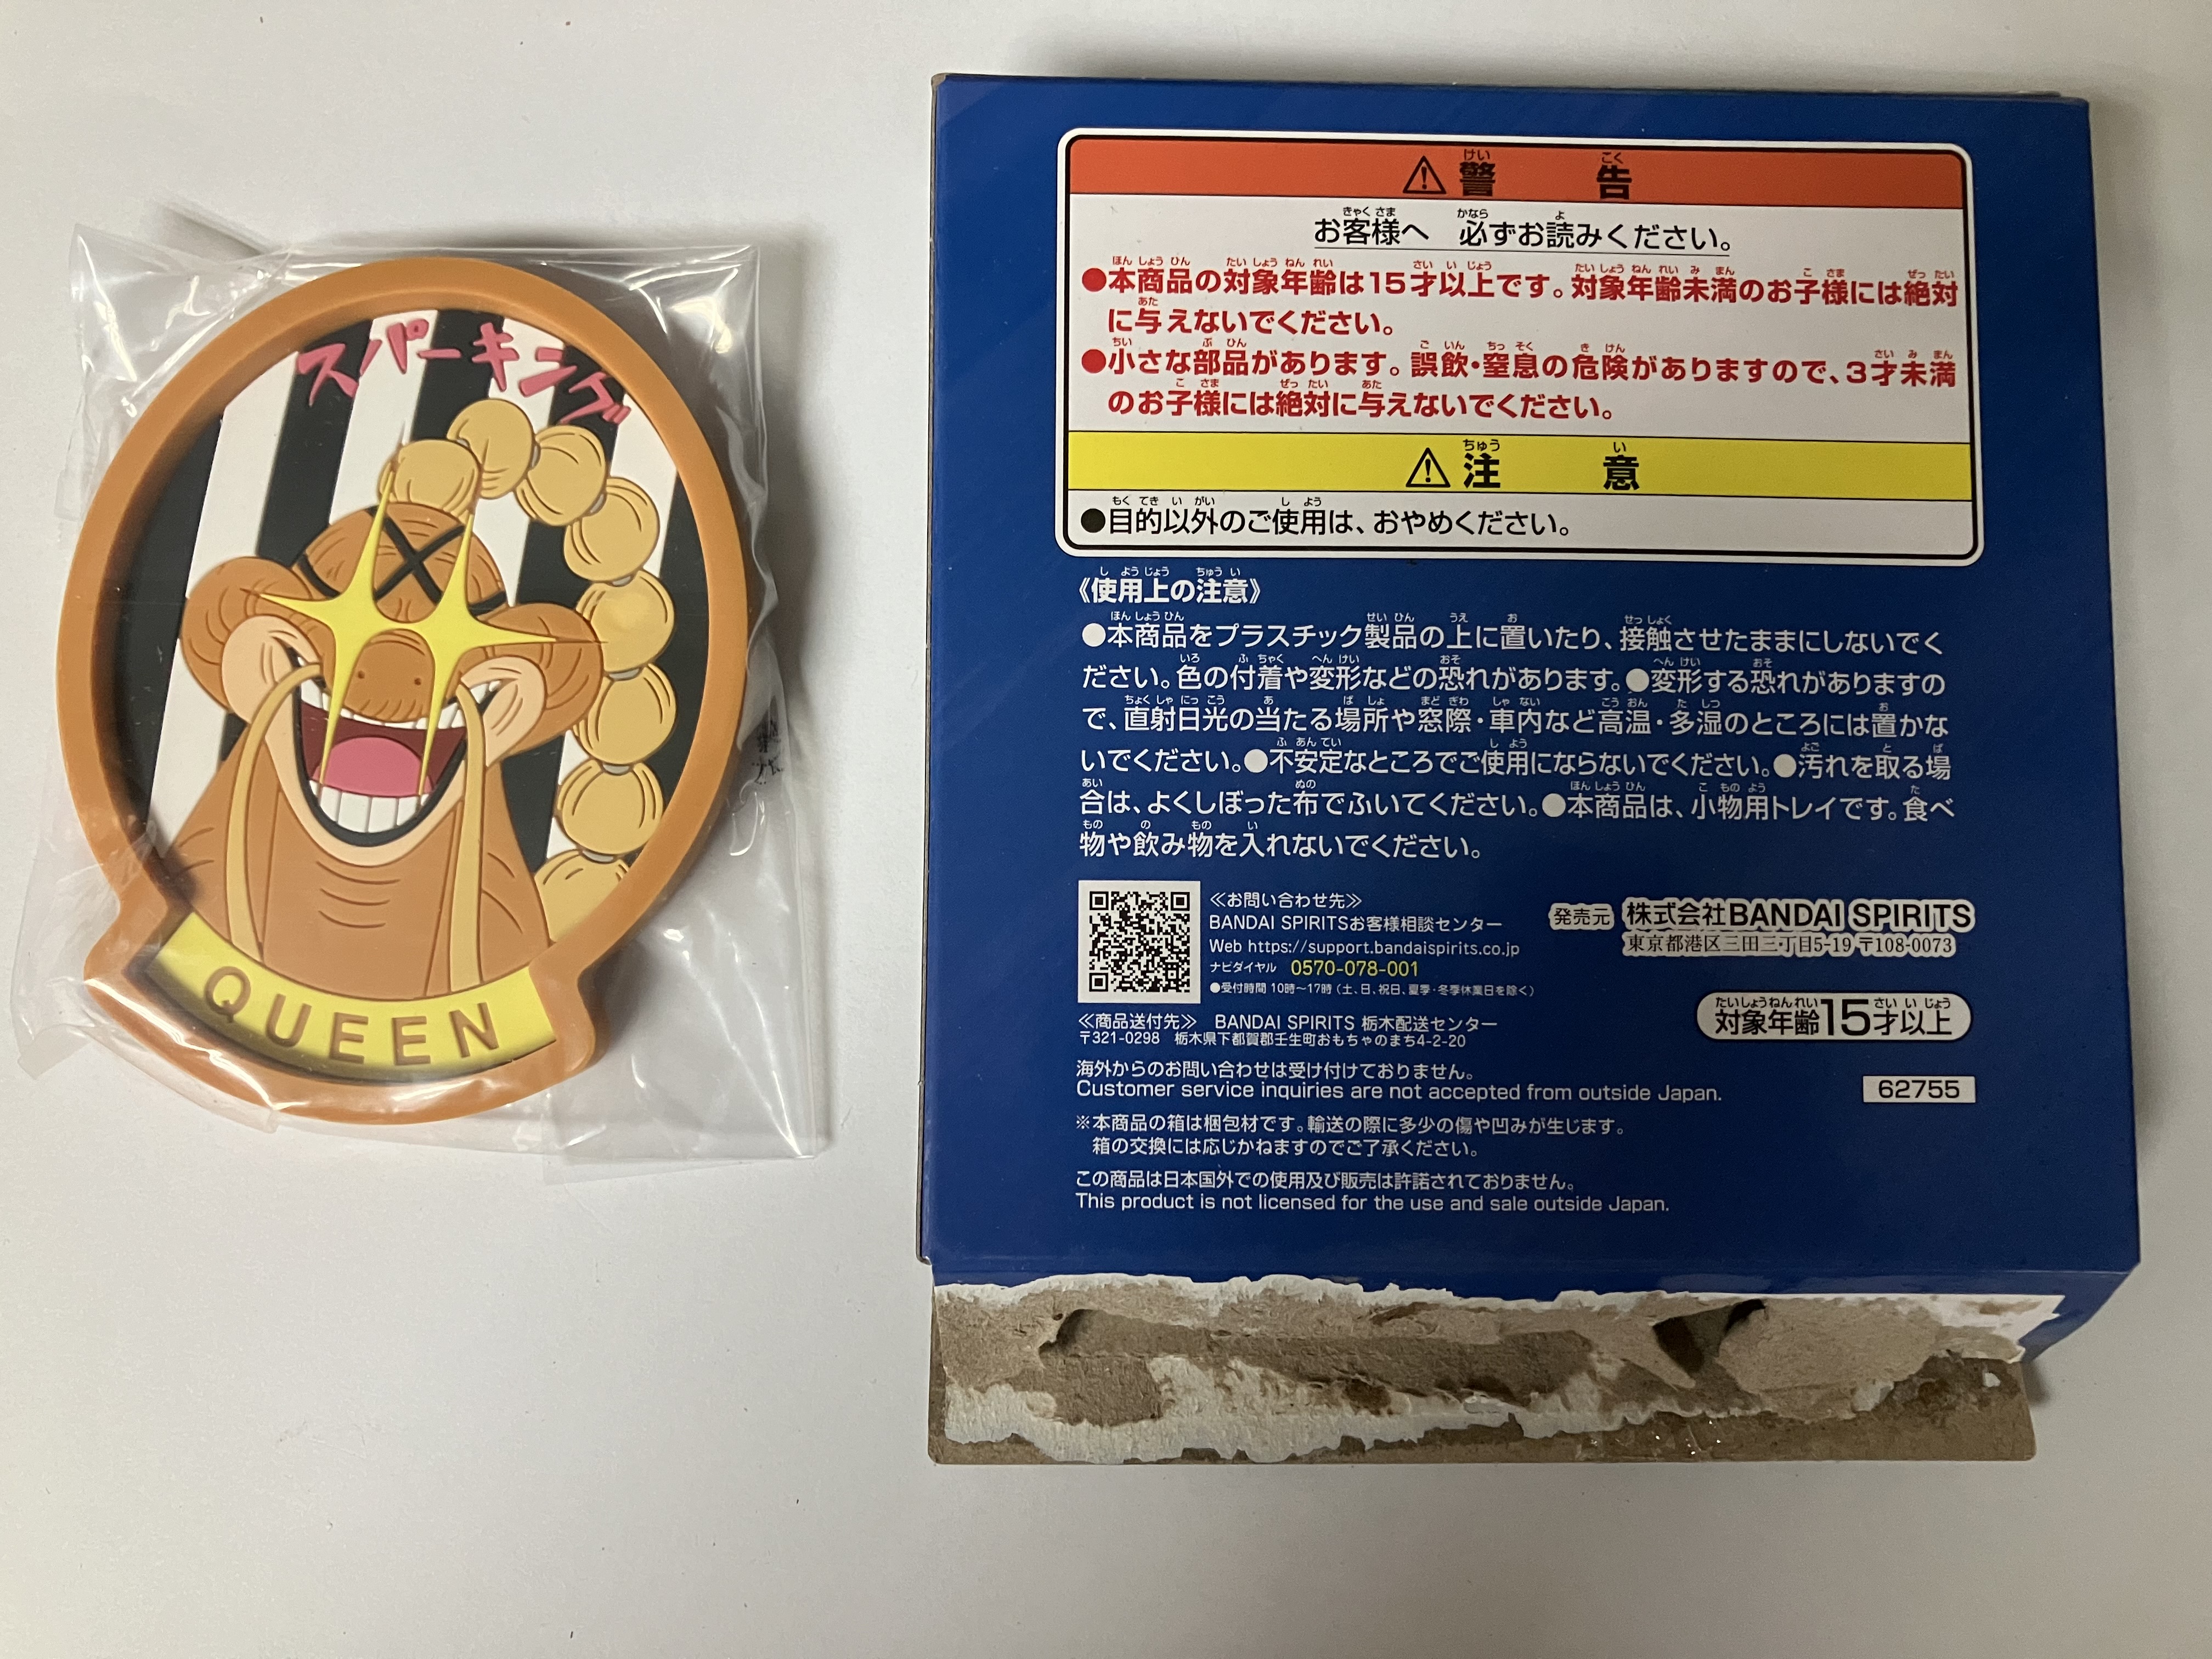 スパーキング
QUEEN
⚠警告
お客様へ 必ずお読みください。
●本商品の対象年齢は15才以上です。対象年齢未満のお子様には絶対
に与えないでください。
●小さな部品があります。誤飲・窒息の危険がありますので、3才未満
のお子様には絶対に与えないでください。
⚠注意
●目的以外のご使用は、おやめください。
《使用上の注意》
●本商品をプラスチック製品の上に置いたり、接触させたままにしないでく
ださい。色の付着や変形などの恐れがあります。●変形する恐れがありますの
で、直射日光の当たる場所や窓際・車内など高温・多湿のところには置かな
いでください。●不安定なところでご使用にならないでください。●汚れを取る場
合は、よくしぼった布でふいてください。●本商品は、小物用トレイです。食べ
物や飲み物を入れないでください。
≪お問い合わせ先≫
BANDAI SPIRITSお客様相談センター
Web https://support.bandaispirits.co.jp
ナビダイヤル 0570-078-001
●受付時間 10時~17時(土、日、祝日、夏季・冬季休業日を除く)
発売元 株式会社BANDAI SPIRITS
東京都港区三田三丁目5-19 〒108-0073
対象年齢15才以上
≪商品送付先≫ BANDAI SPIRITS 栃木配送センター
〒321-0298 栃木県下都賀郡壬生町おもちゃのまち4-2-20
海外からのお問い合わせは受け付けておりません。
Customer service inquiries are not accepted from outside Japan.
62755
※本商品の箱は梱包材です。輸送の際に多少の傷や凹みが生じます。
箱の交換には応じかねますのでご了承ください。
この商品は日本国外での使用及び販売は許諾されておりません。
This product is not licensed for the use and sale outside Japan.